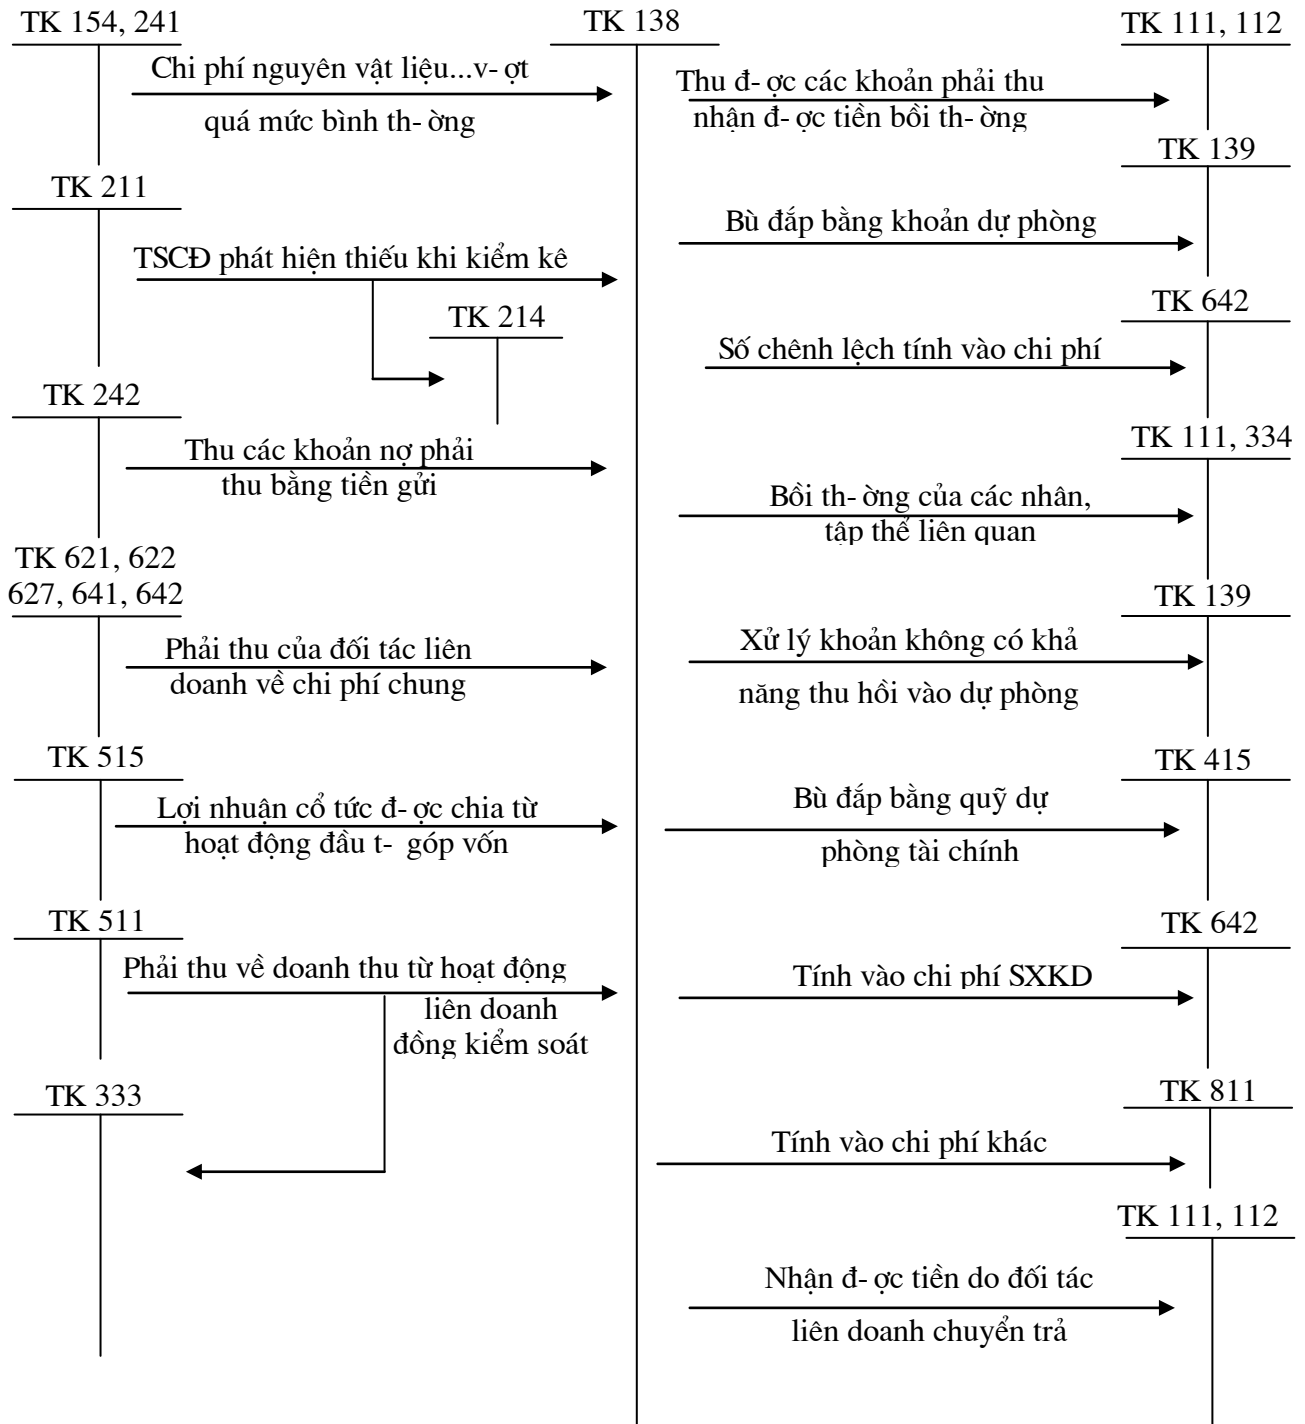 TK 154, 241
TK 138
TK 111, 112
Chi phí nguyên vật liệu...v- ợt
quá mức bình th- ờng
Thu đ- ợc các khoản phải thu
nhận đ- ợc tiền bồi th- ờng
TK 139
TK 211
Bù đắp bằng khoản dự phòng
TSCĐ phát hiện thiếu khi kiểm kê
TK 214
TK 642
Số chênh lệch tính vào chi phí
TK 242
Thu các khoản nợ phải
thu bằng tiền gửi
TK 111, 334
Bồi th- ờng của các nhân,
tập thể liên quan
TK 621, 622
627, 641, 642
TK 139
Phải thu của đối tác liên
doanh về chi phí chung
Xử lý khoản không có khả
năng thu hồi vào dự phòng
TK 515
TK 415
Lợi nhuận cổ tức đ- ợc chia từ
hoạt động đầu t- góp vốn
Bù đắp bằng quỹ dự
phòng tài chính
TK 511
TK 642
Phải thu về doanh thu từ hoạt động
liên doanh
đồng kiểm soát
Tính vào chi phí SXKD
TK 333
TK 811
Tính vào chi phí khác
TK 111, 112
Nhận đ- ợc tiền do đối tác
liên doanh chuyển trả